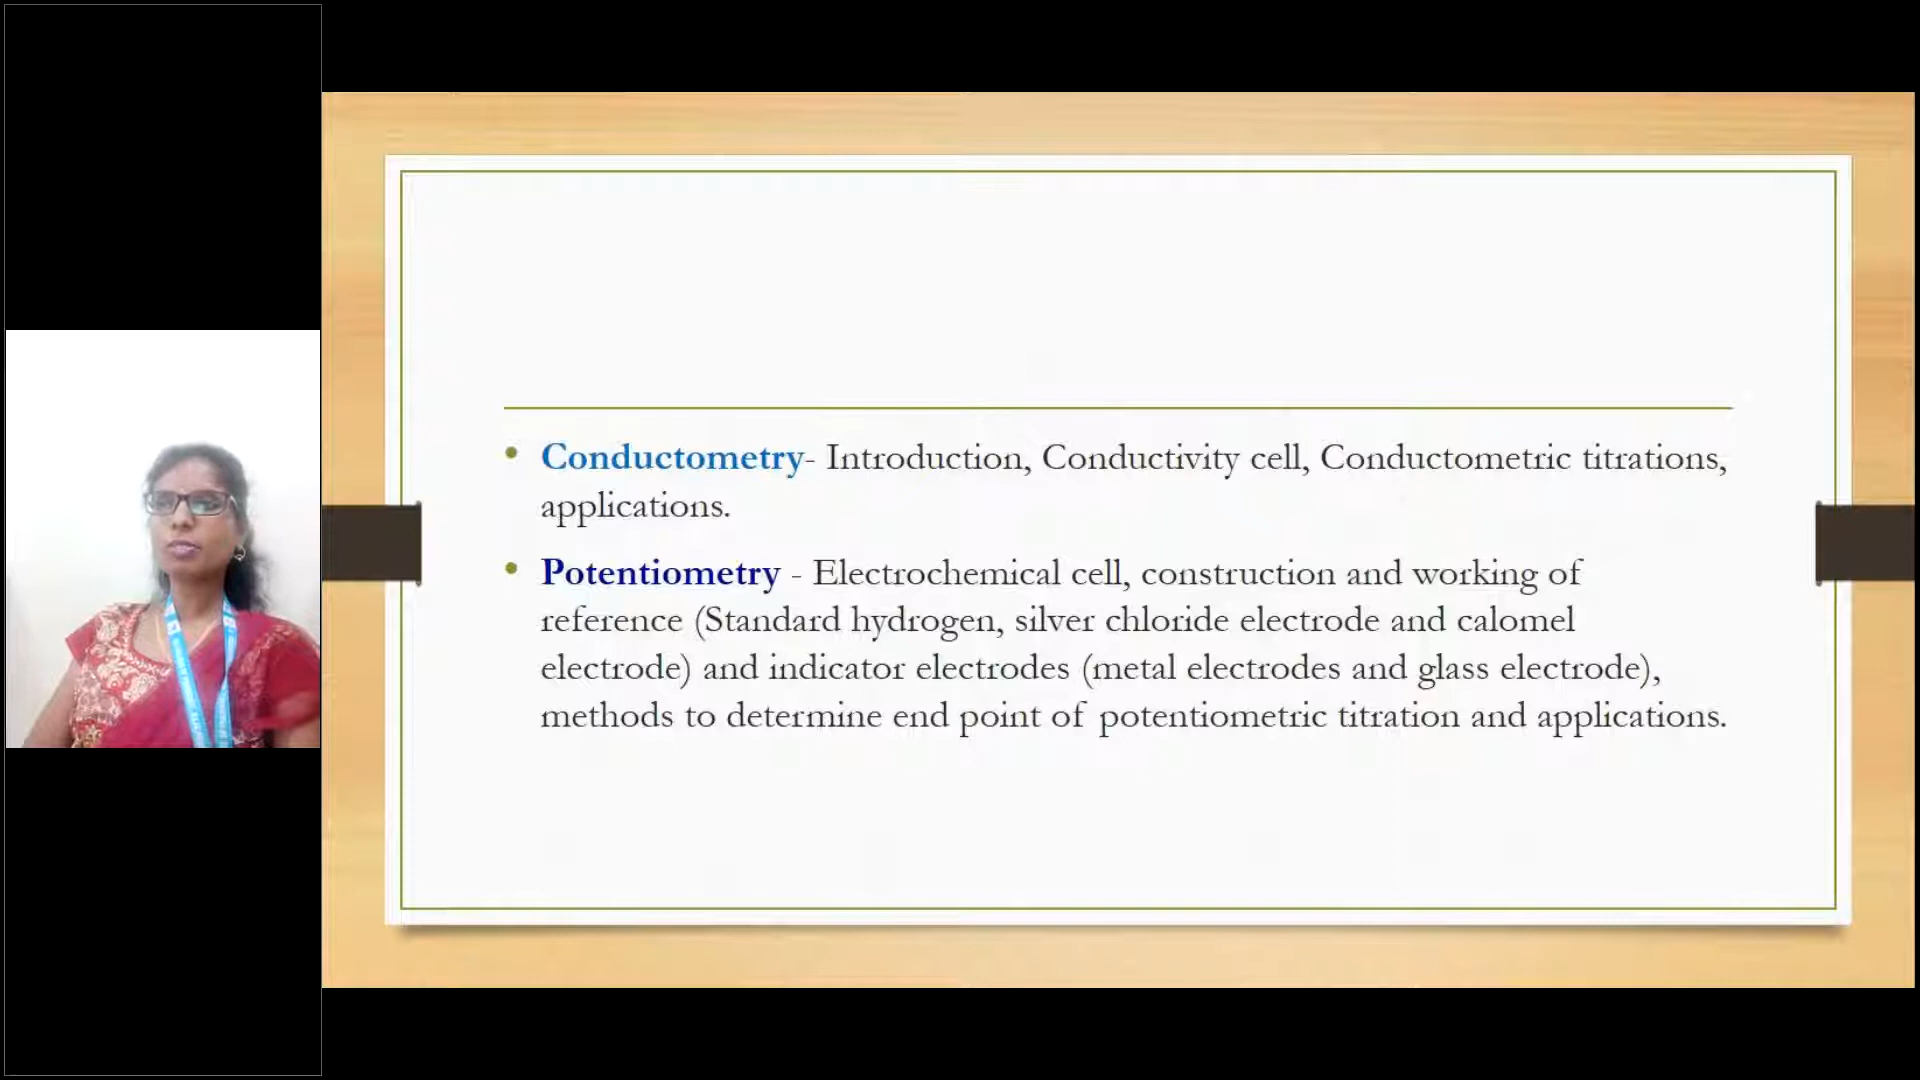 • Conductometry- Introduction, Conductivity cell, Conductometric titrations,
applications.
• Potentiometry - Electrochemical cell, construction and working of
reference (Standard hydrogen, silver chloride electrode and calomel
electrode) and indicator electrodes (metal electrodes and glass electrode),
methods to determine end point of potentiometric titration and applications.